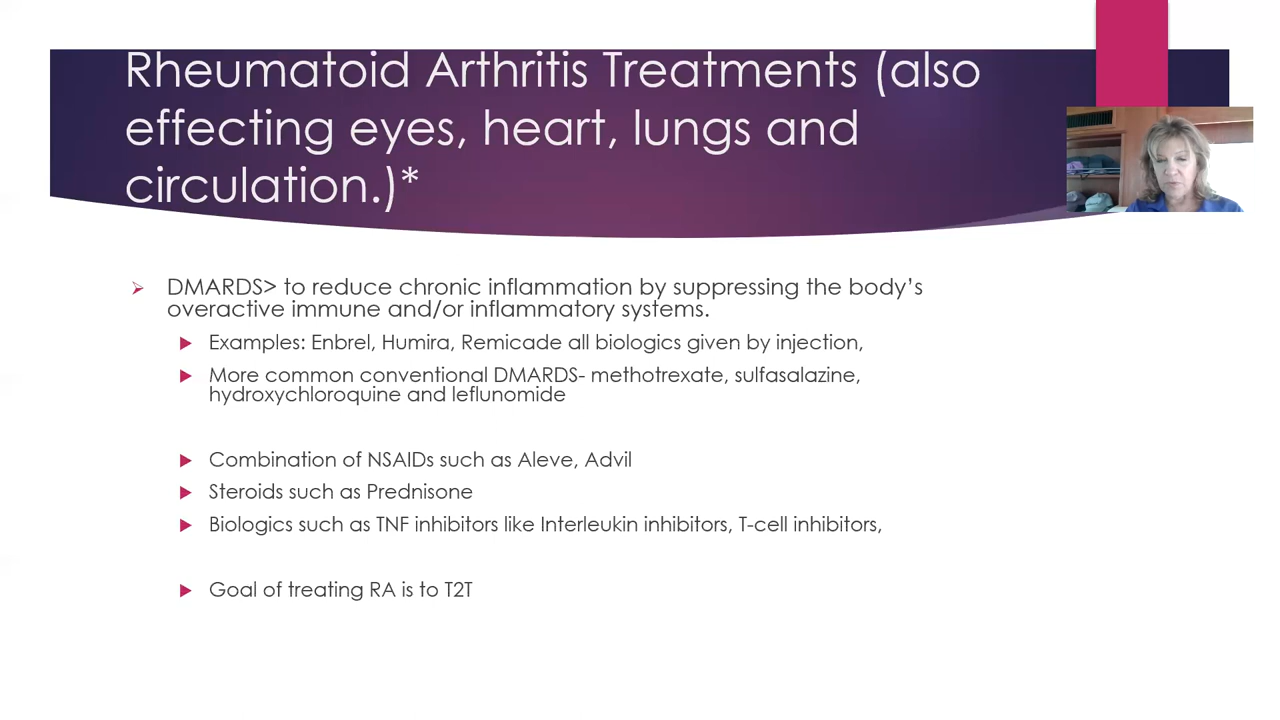 Rheumatoid Arthritis Treatments (also
effecting eyes, heart, lungs and
circulation.)*
DMARDS> to reduce chronic inflammation by suppressing the body's
overactive immune and/or inflammatory systems.
Examples: Enbrel, Humira, Remicade all biologics given by injection,
More common conventional DMARDS- methotrexate, sulfasalazine,
hydroxychloroquine and leflunomide
Combination of NSAIDs such as Aleve, Advil
Steroids such as Prednisone
Biologics such as TNF inhibitors like Interleukin inhibitors, T-cell inhibitors,
Goal of treating RA is to T2T